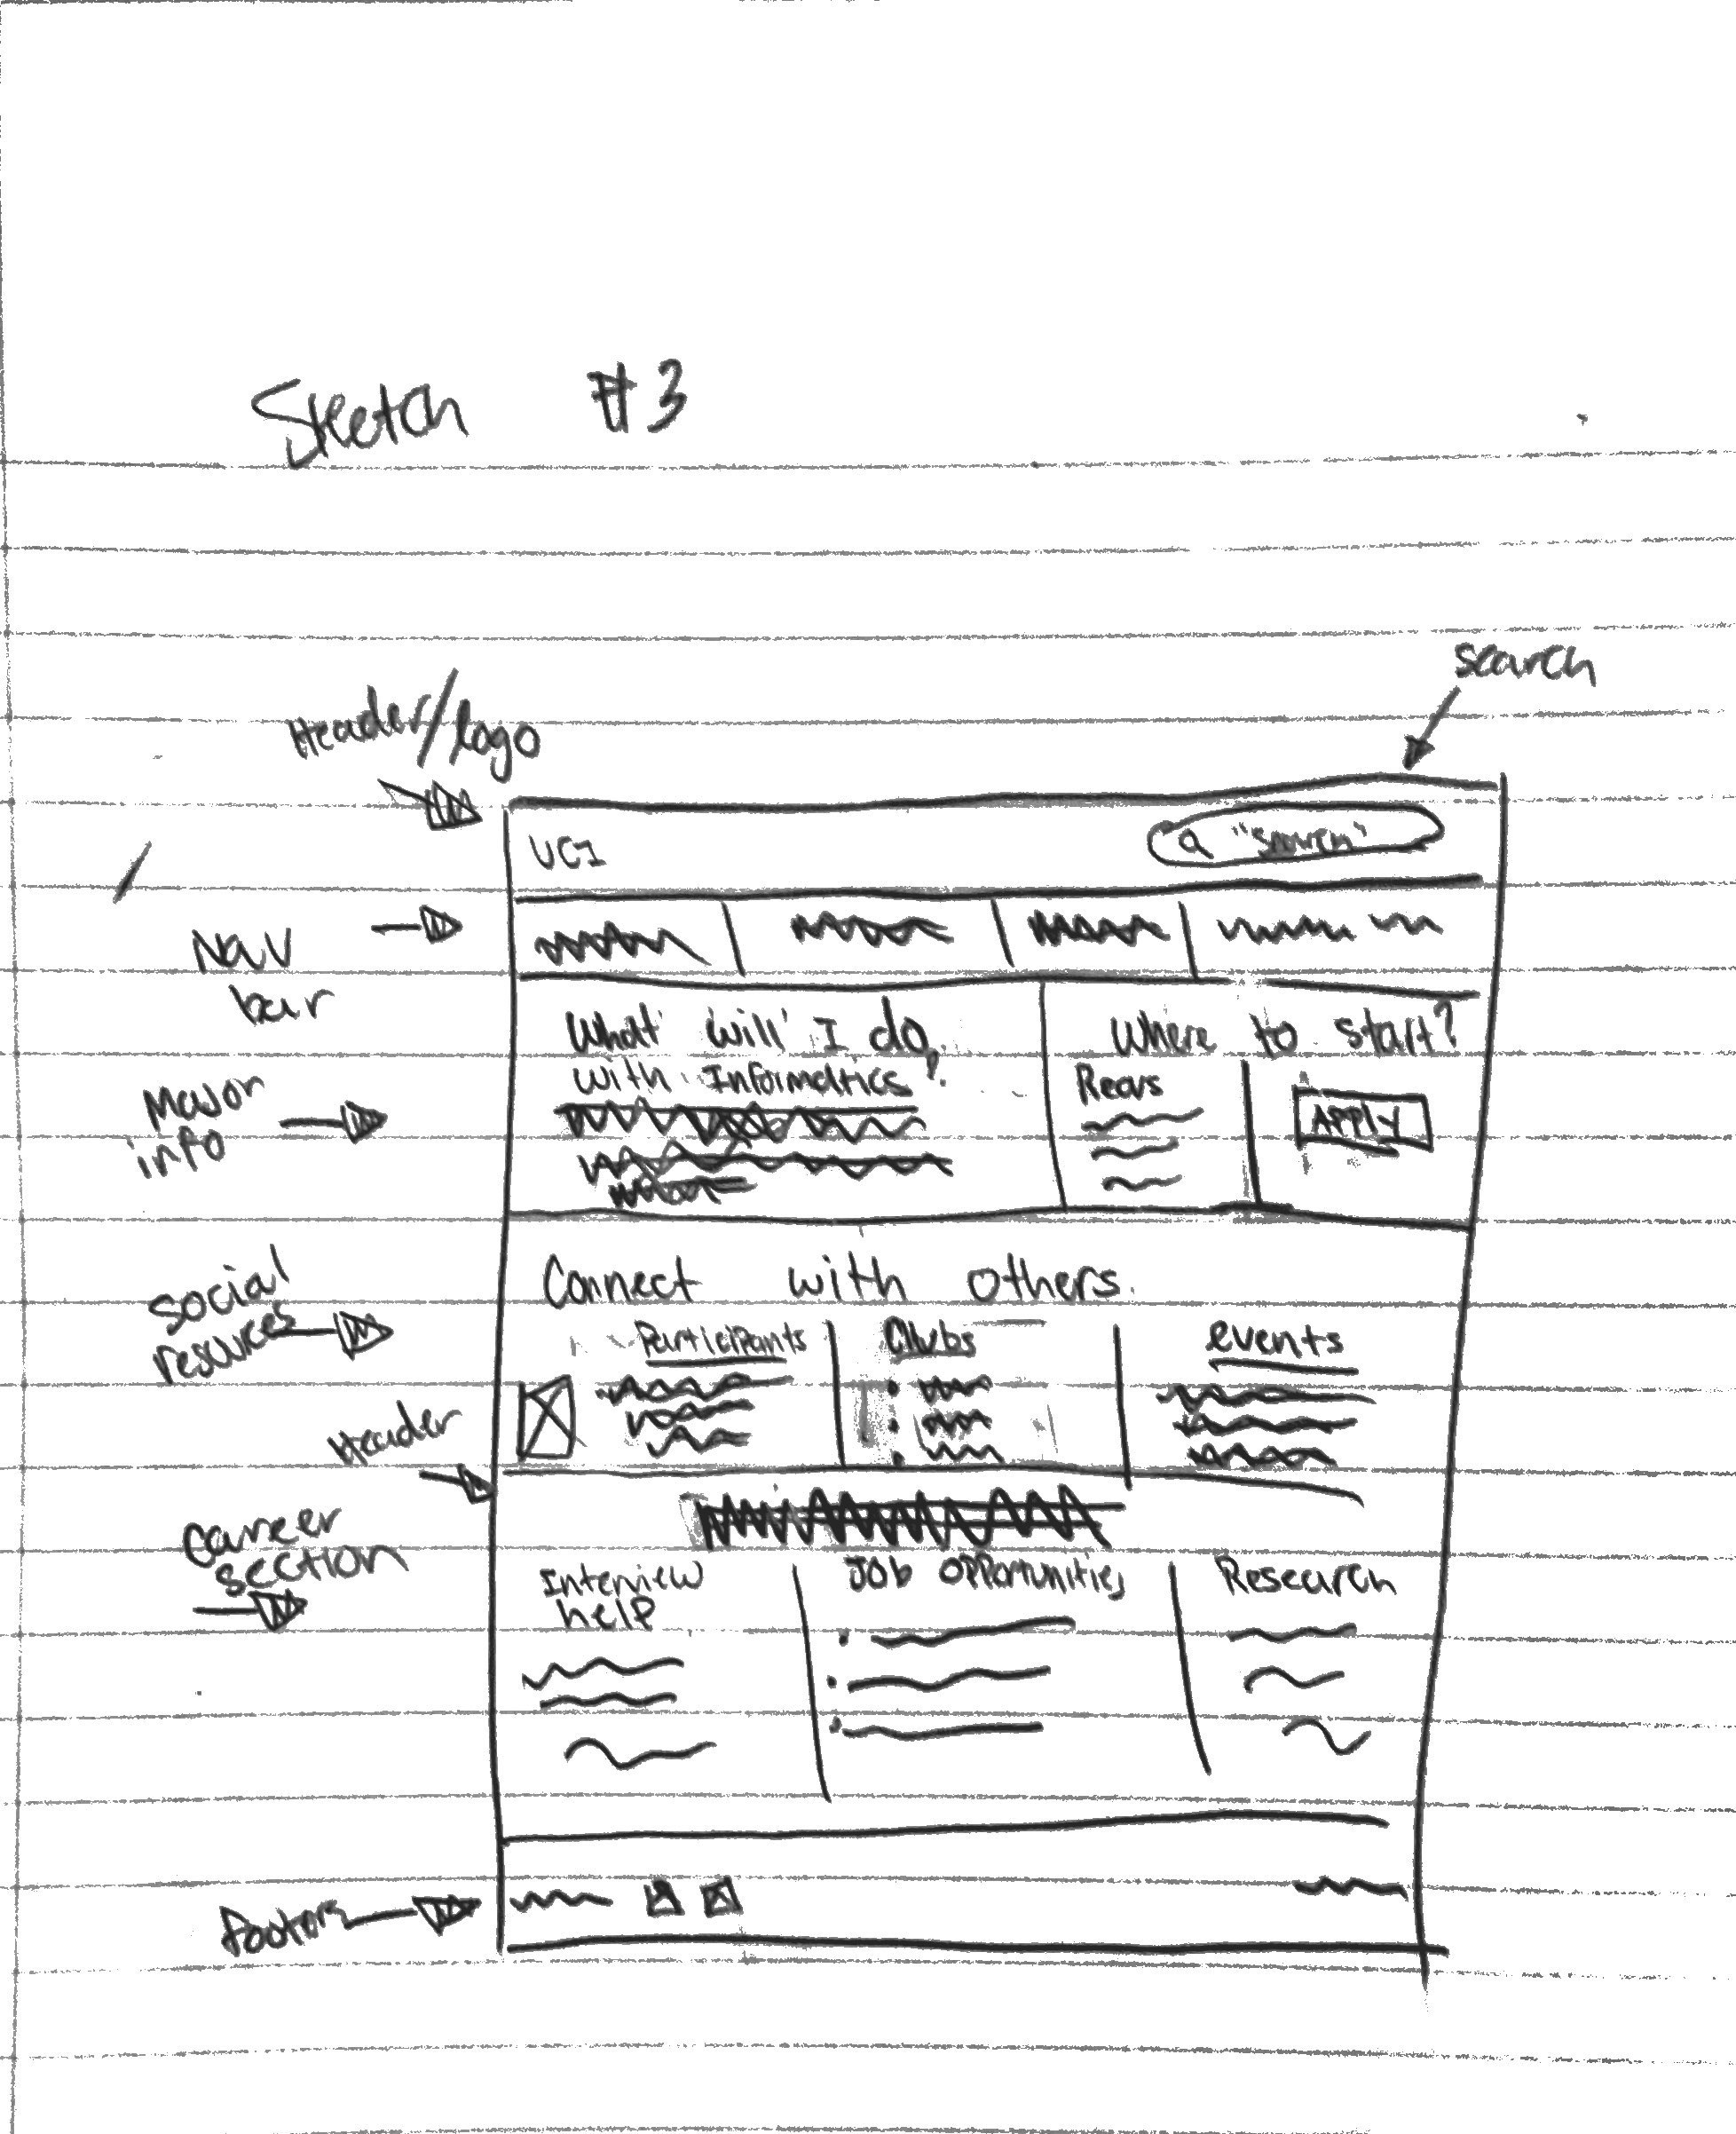 Sketch #3
search
Header/logo
UCI
Q "search"
Nav
bar
What will I do
with Informatics?
Where to start?
Major
info
Reqs
APPLY
Social
resources
Connect with others.
Participants
Clubs
events
Header
Career
section
Interview
help
Job opportunities
Research
footers